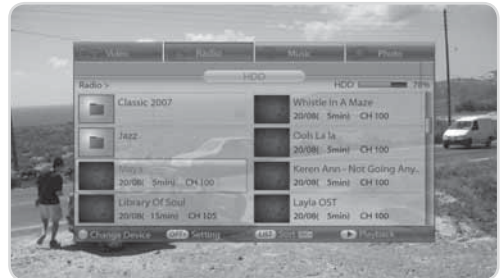 Video Radio Music Photo
HDD
Radio > HDD 78%
Classic 2007
Jazz
Maya
20/08( 5min) CH 100
Library Of Soul
20/08( 15min) CH 105
Whistle In A Maze
20/08( 5min) CH 100
Ooh La la
20/08( 5min) CH 100
Keren Ann - Not Going Any..
20/08( 5min) CH 100
Layla OST
20/08( 5min) CH 100
Change Device OPT+ Setting LIST Sort Playback